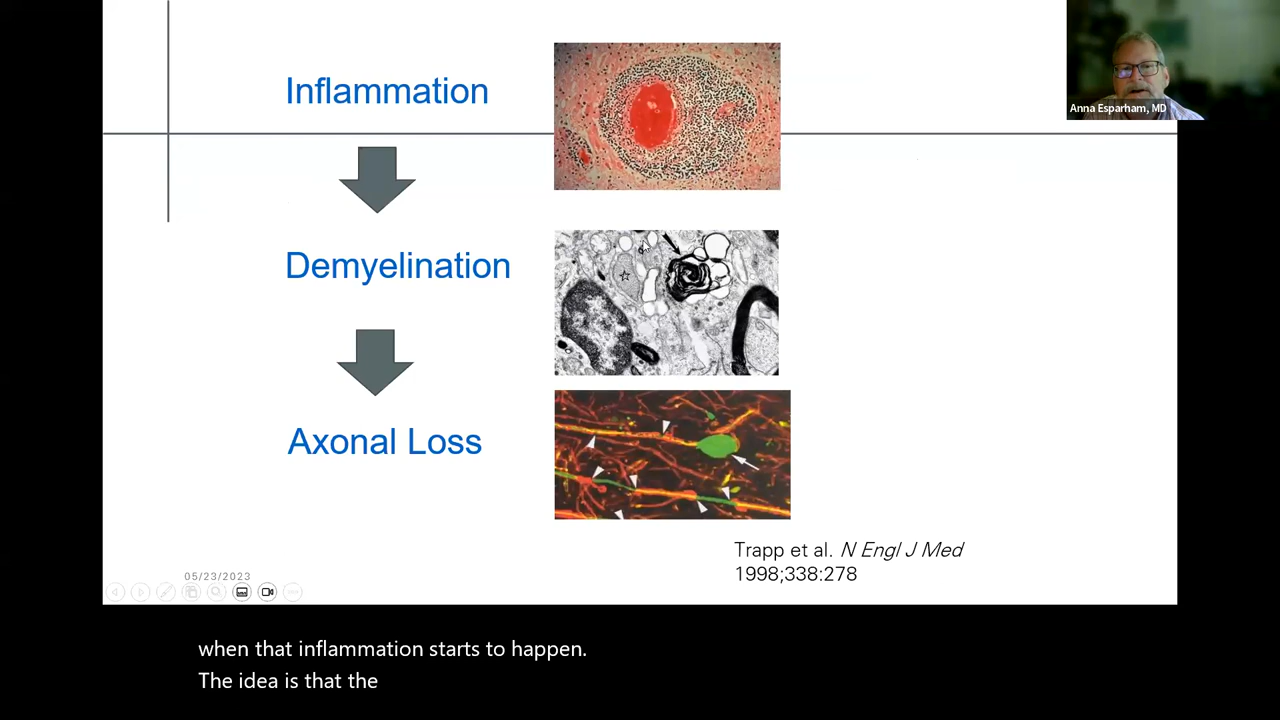 Inflammation
Anna Esparham, MD
Demyelination
Axonal Loss
Trapp et al. N Engl J Med
1998;338:278
05/23/2023
when that inflammation starts to happen.
The idea is that the